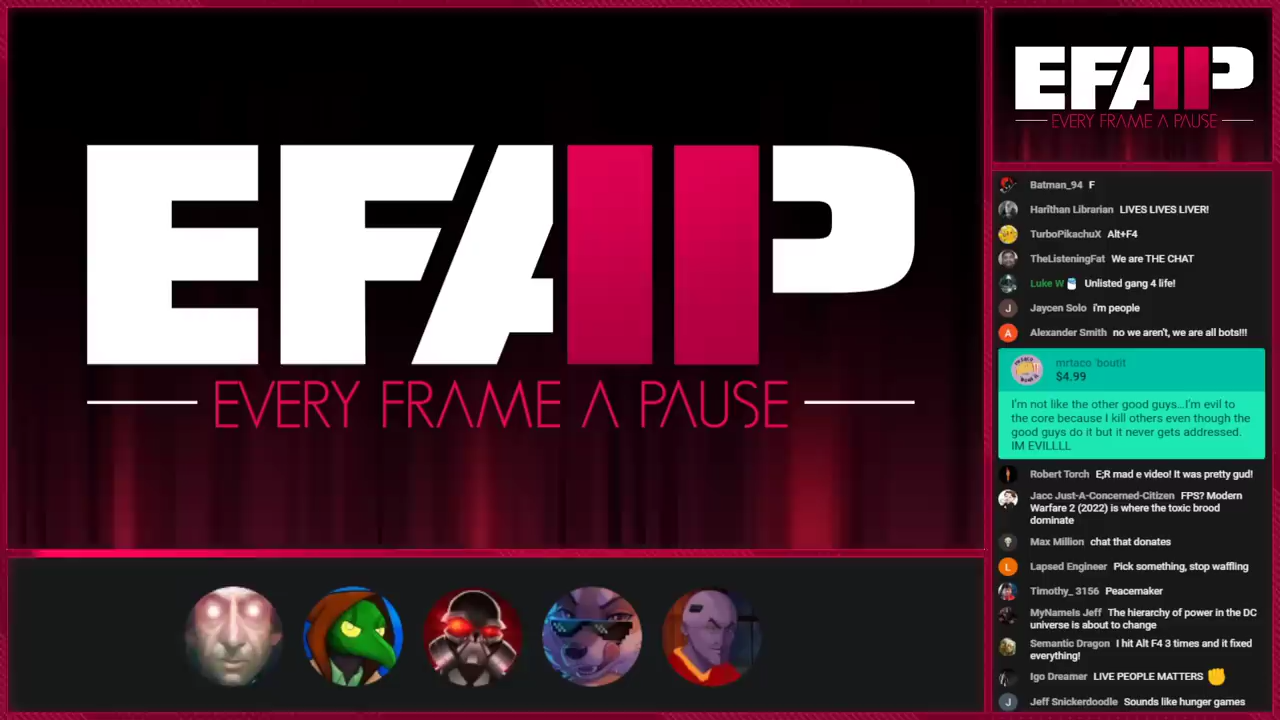 EFAP
EVERY FRAME A PAUSE
EFAP
EVERY FRAME A PAUSE
Batman_94 F
Harîthan Librarian LIVES LIVES LIVER!
TurboPikachuX Alt+F4
TheListeningFat We are THE CHAT
Luke W Unlisted gang 4 life!
J Jaycen Solo i'm people
A Alexander Smith no we aren't, we are all bots!!!
mrtaco 'boutit
$4.99
I'm not like the other good guys...I'm evil to
the core because I kill others even though the
good guys do it but it never gets addressed.
IM EVILLLL
Robert Torch E;R mad e video! It was pretty gud!
Jacc Just-A-Concerned-Citizen FPS? Modern
Warfare 2 (2022) is where the toxic brood
dominate
Max Million chat that donates
L Lapsed Engineer Pick something, stop waffling
Timothy_ 3156 Peacemaker
MyNameIs Jeff The hierarchy of power in the DC
universe is about to change
Semantic Dragon I hit Alt F4 3 times and it fixed
everything!
Igo Dreamer LIVE PEOPLE MATTERS
J Jeff Snickerdoodle Sounds like hunger games